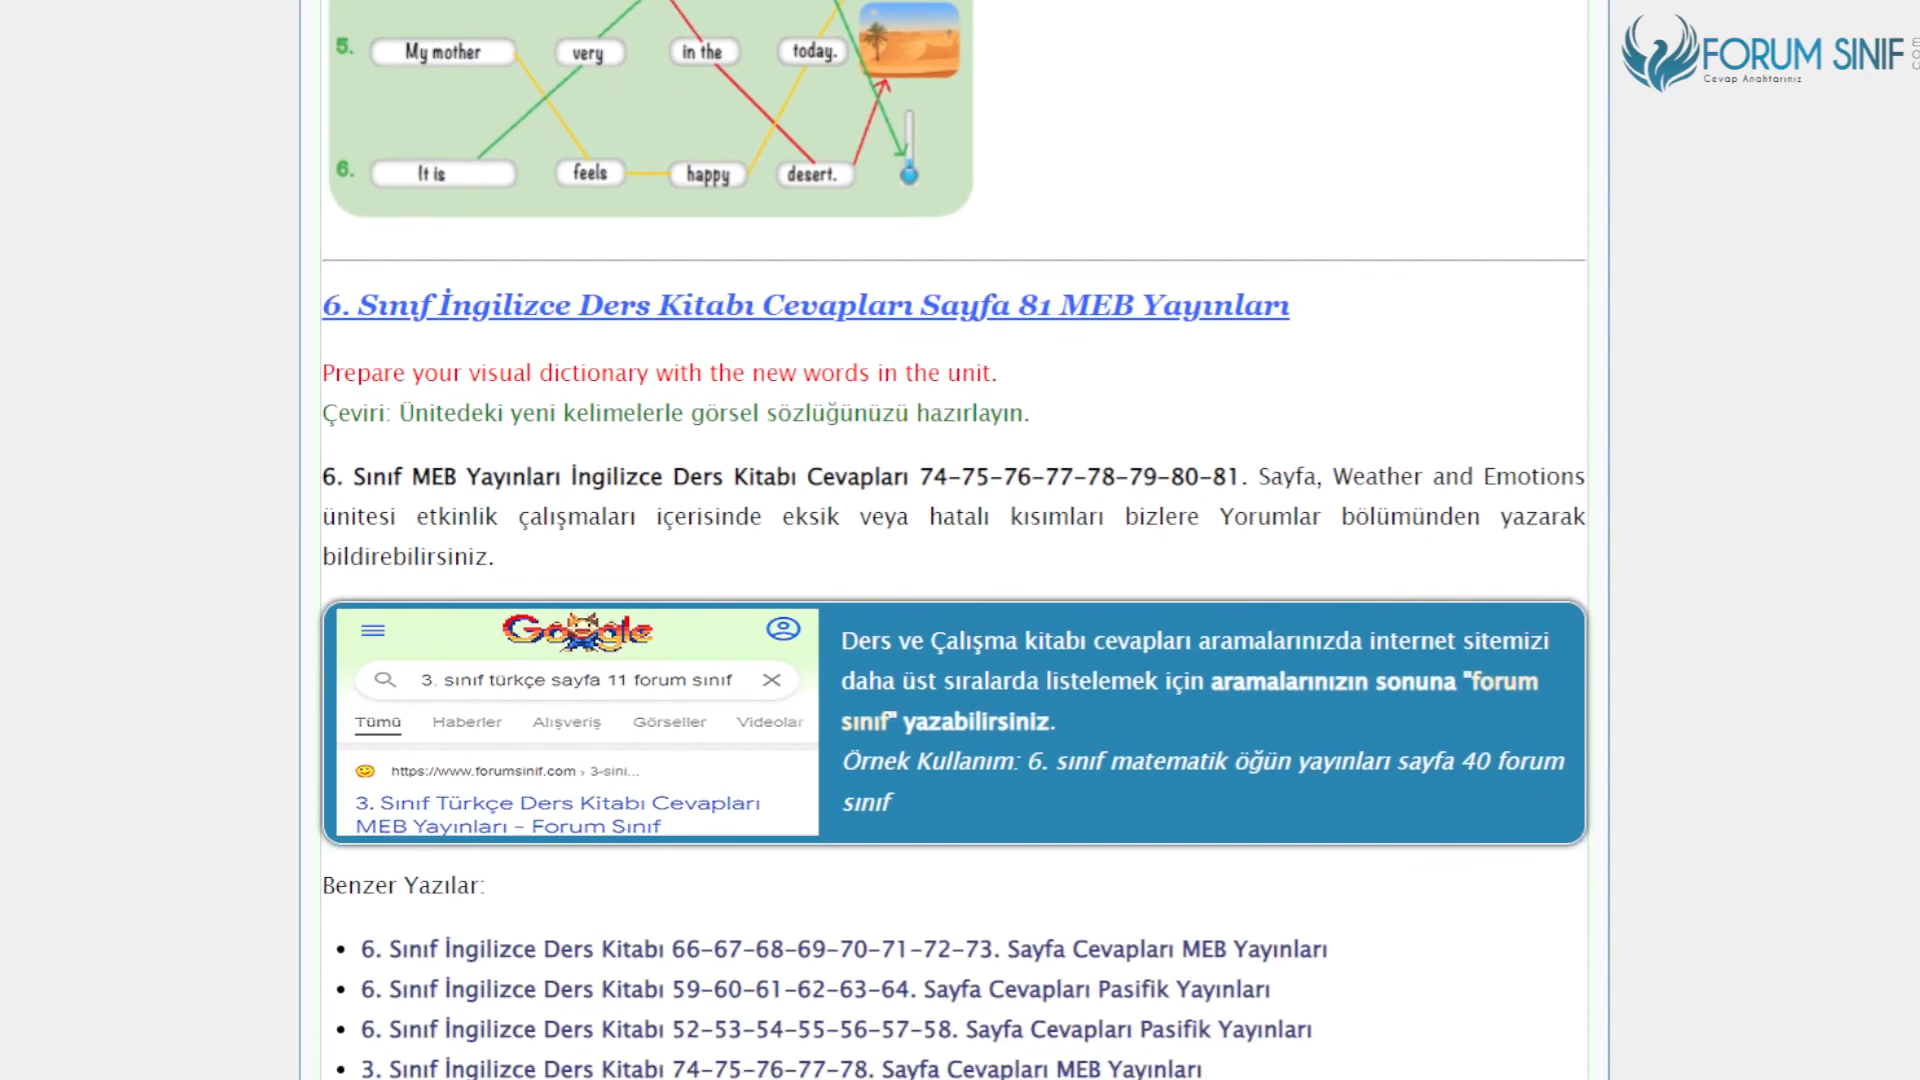 FORUM SINIF
Cevap Anahtarınız
5. My mother very in the today.
6. It is feels happy desert.
6. Sınıf İngilizce Ders Kitabı Cevapları Sayfa 81 MEB Yayınları
Prepare your visual dictionary with the new words in the unit.
Çeviri: Ünitedeki yeni kelimelerle görsel sözlüğünüzü hazırlayın.
6. Sınıf MEB Yayınları İngilizce Ders Kitabı Cevapları 74-75-76-77-78-79-80-81. Sayfa, Weather and Emotions
ünitesi etkinlik çalışmaları içerisinde eksik veya hatalı kısımları bizlere Yorumlar bölümünden yazarak
bildirebilirsiniz.
Google
3. sınıf türkçe sayfa 11 forum sınıf
Tümü Haberler Alışveriş Görseller Videolar
https://www.forumsinif.com › 3-sini...
3. Sınıf Türkçe Ders Kitabı Cevapları
MEB Yayınları - Forum Sınıf
Ders ve Çalışma kitabı cevapları aramalarınızda internet sitemizi
daha üst sıralarda listelemek için aramalarınızın sonuna "forum
sınıf" yazabilirsiniz.
Örnek Kullanım: 6. sınıf matematik öğün yayınları sayfa 40 forum
sınıf
Benzer Yazılar:
• 6. Sınıf İngilizce Ders Kitabı 66-67-68-69-70-71-72-73. Sayfa Cevapları MEB Yayınları
• 6. Sınıf İngilizce Ders Kitabı 59-60-61-62-63-64. Sayfa Cevapları Pasifik Yayınları
• 6. Sınıf İngilizce Ders Kitabı 52-53-54-55-56-57-58. Sayfa Cevapları Pasifik Yayınları
• 3. Sınıf İngilizce Ders Kitabı 74-75-76-77-78. Sayfa Cevapları MEB Yayınları